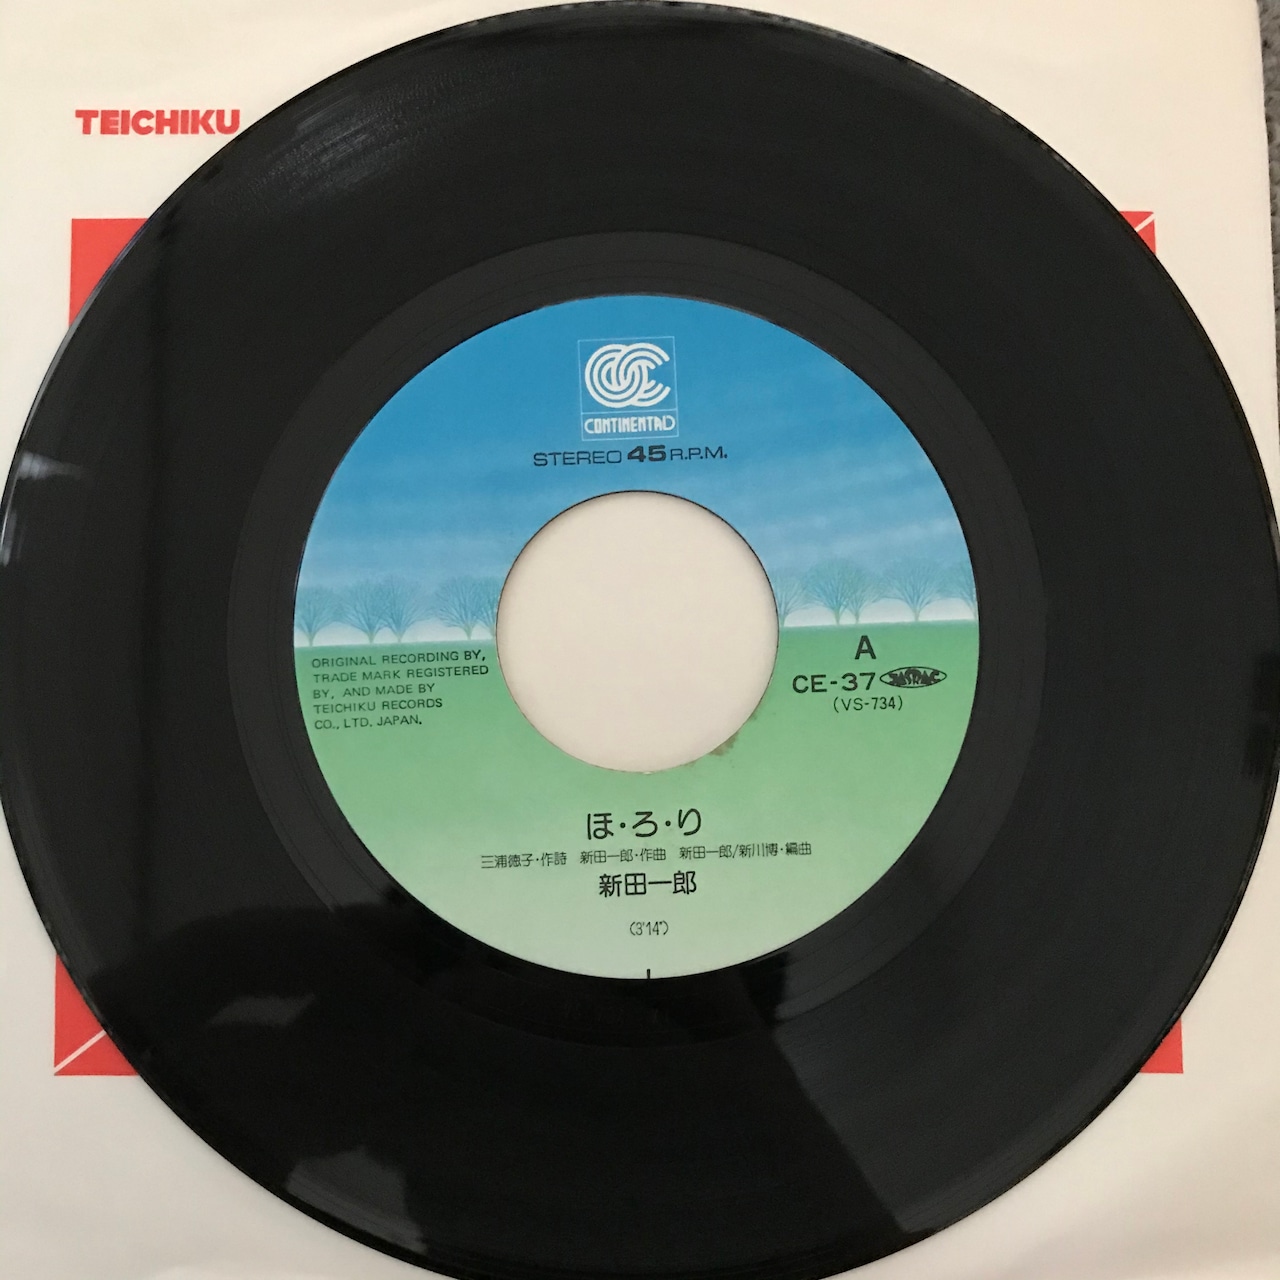 TEICHIKU
CONTINENTAL
STEREO 45 R.P.M.
ORIGINAL RECORDING BY,
TRADE MARK REGISTERED
BY, AND MADE BY
TEICHIKU RECORDS
CO., LTD. JAPAN.
A
CE-37 JASRAC
(VS-734)
ほ・ろ・り
三浦徳子・作詩 新田一郎・作曲 新田一郎/新川博・編曲
新田一郎
(3'14")